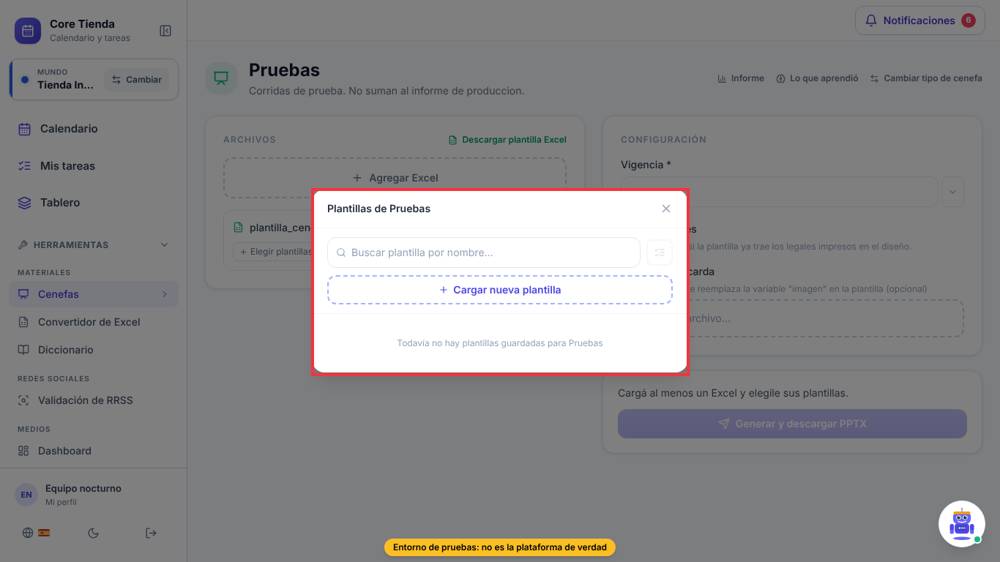 Core Tienda
Calendario y tareas
MUNDO
Tienda In...
Cambiar
Calendario
Mis tareas
Tablero
HERRAMIENTAS
MATERIALES
Cenefas
Convertidor de Excel
Diccionario
REDES SOCIALES
Validación de RRSS
MEDIOS
Dashboard
EN
Equipo nocturno
Mi perfil
Notificaciones 6
Pruebas
Corridas de prueba. No suman al informe de produccion.
Informe
Lo que aprendió
Cambiar tipo de cenefa
ARCHIVOS
Descargar plantilla Excel
+ Agregar Excel
plantilla_cen
+ Elegir plantillas
CONFIGURACIÓN
Vigencia *
si la plantilla ya trae los legales impresos en el diseño.
e reemplaza la variable "imagen" en la plantilla (opcional)
archivo...
Cargá al menos un Excel y elegile sus plantillas.
Generar y descargar PPTX
Plantillas de Pruebas
Buscar plantilla por nombre...
+ Cargar nueva plantilla
Todavía no hay plantillas guardadas para Pruebas
Entorno de pruebas: no es la plataforma de verdad